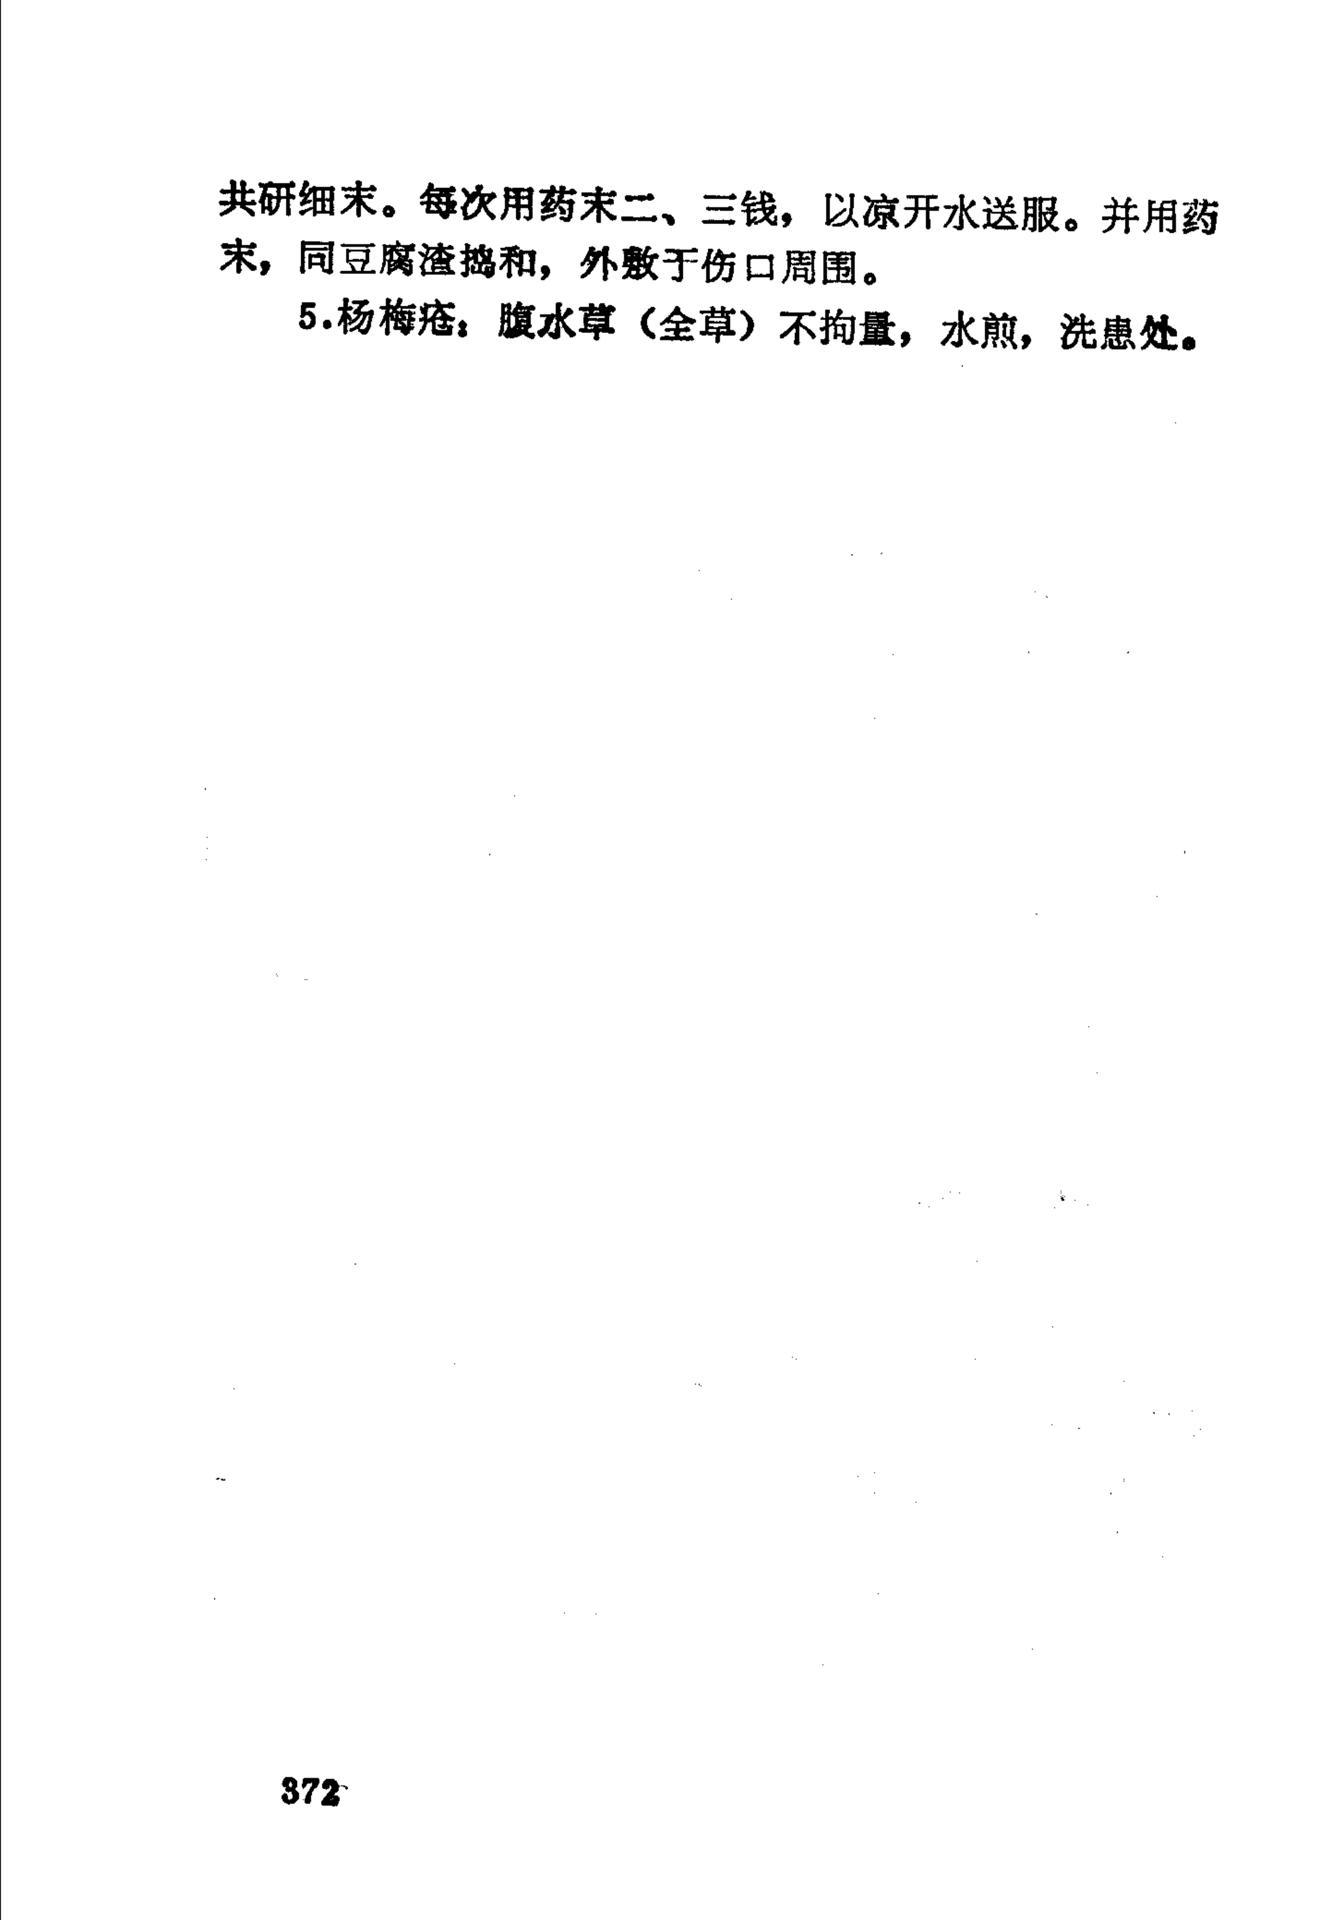 共研细末。每次用药末二、三钱，以凉开水送服。并用药
末，同豆腐渣捣和，外敷于伤口周围。
5.杨梅疮：腹水草（全草）不拘量，水煎，洗患处。
372